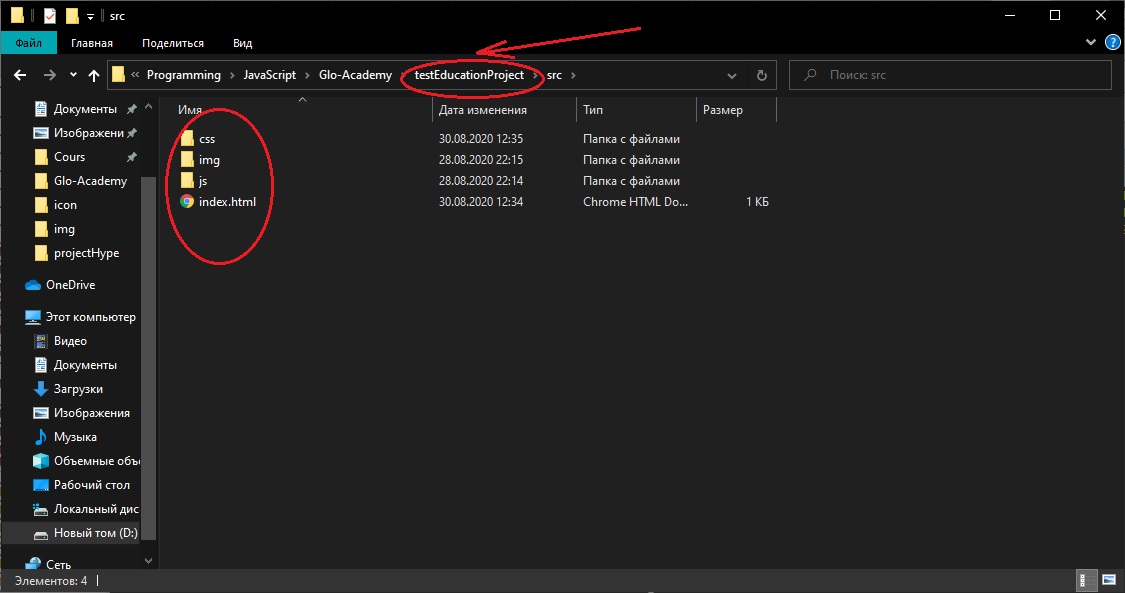 src
Файл Главная Поделиться Вид
« Programming › JavaScript › Glo-Academy › testEducationProject › src ›
Поиск: src
Документы
Изображени
Cours
Glo-Academy
icon
img
projectHype
OneDrive
Этот компьютер
Видео
Документы
Загрузки
Изображения
Музыка
Объемные объ
Рабочий стол
Локальный дис
Новый том (D:)
Сеть
Имя Дата изменения Тип Размер
css 30.08.2020 12:35 Папка с файлами
img 28.08.2020 22:15 Папка с файлами
js 28.08.2020 22:14 Папка с файлами
index.html 30.08.2020 12:34 Chrome HTML Do... 1 КБ
Элементов: 4